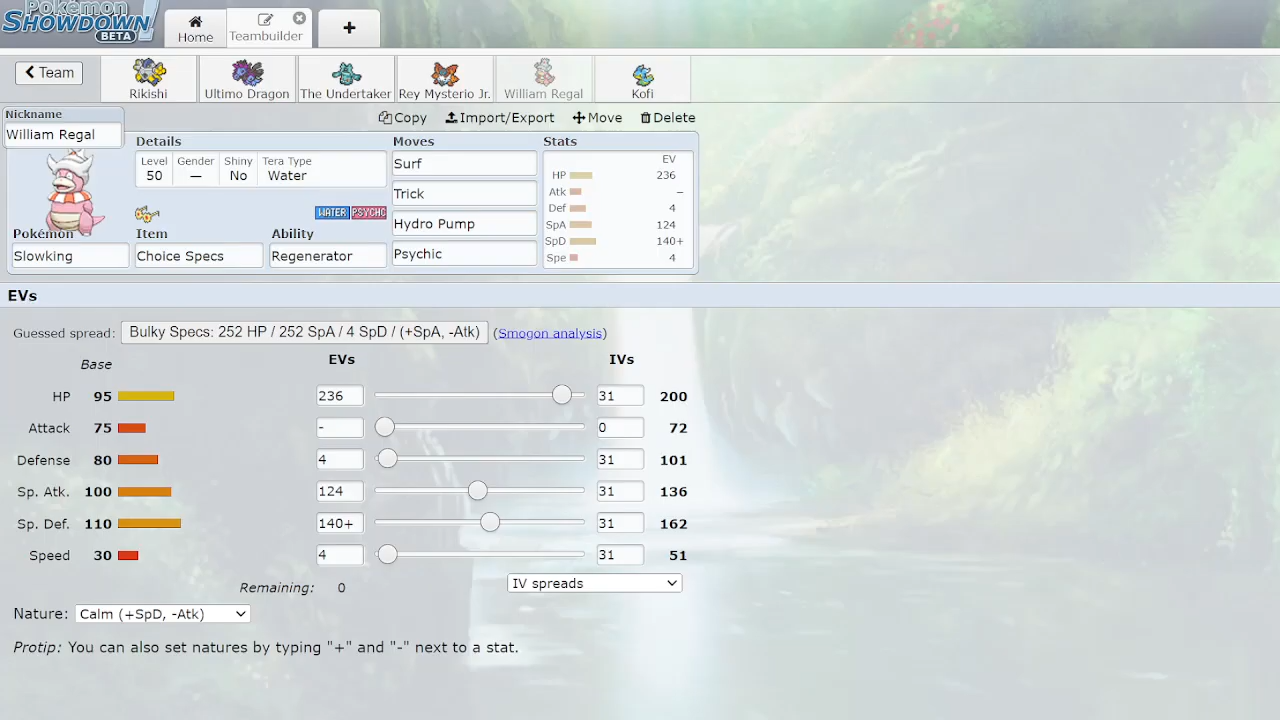 Pokémon
SHOWDOWN!
BETA
Home
Teambuilder
+
Team
Rikishi
Ultimo Dragon
The Undertaker
Rey Mysterio Jr.
William Regal
Kofi
Nickname
William Regal
Copy
Import/Export
Move
Delete
Details
Moves
Stats
Level
50
Gender
—
Shiny
No
Tera Type
Water
Surf
Trick
Hydro Pump
Psychic
EV
HP 236
Atk –
Def 4
SpA 124
SpD 140+
Spe 4
WATER PSYCHC
Pokémon
Slowking
Item
Choice Specs
Ability
Regenerator
EVs
Guessed spread: Bulky Specs: 252 HP / 252 SpA / 4 SpD / (+SpA, -Atk) (Smogon analysis)
Base EVs IVs
HP 95 236 31 200
Attack 75 - 0 72
Defense 80 4 31 101
Sp. Atk. 100 124 31 136
Sp. Def. 110 140+ 31 162
Speed 30 4 31 51
Remaining: 0
IV spreads
Nature: Calm (+SpD, -Atk)
Protip: You can also set natures by typing "+" and "-" next to a stat.